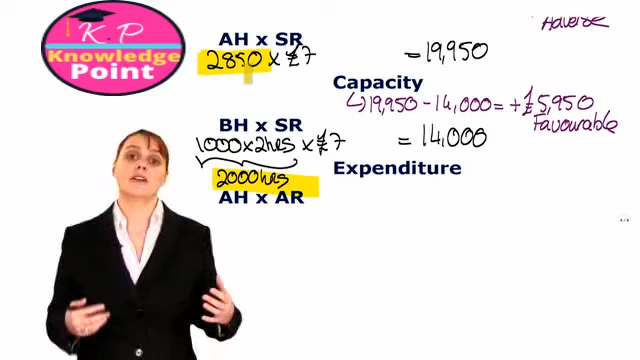 K.P
Knowledge
Point
Adverse
AH x SR
2850 x £7 = 19,950
Capacity
↳ 19,950 - 14,000 = + £5,950
Favourable
BH x SR
1000 x 2hrs x £7 = 14,000
2000hrs
Expenditure
AH x AR